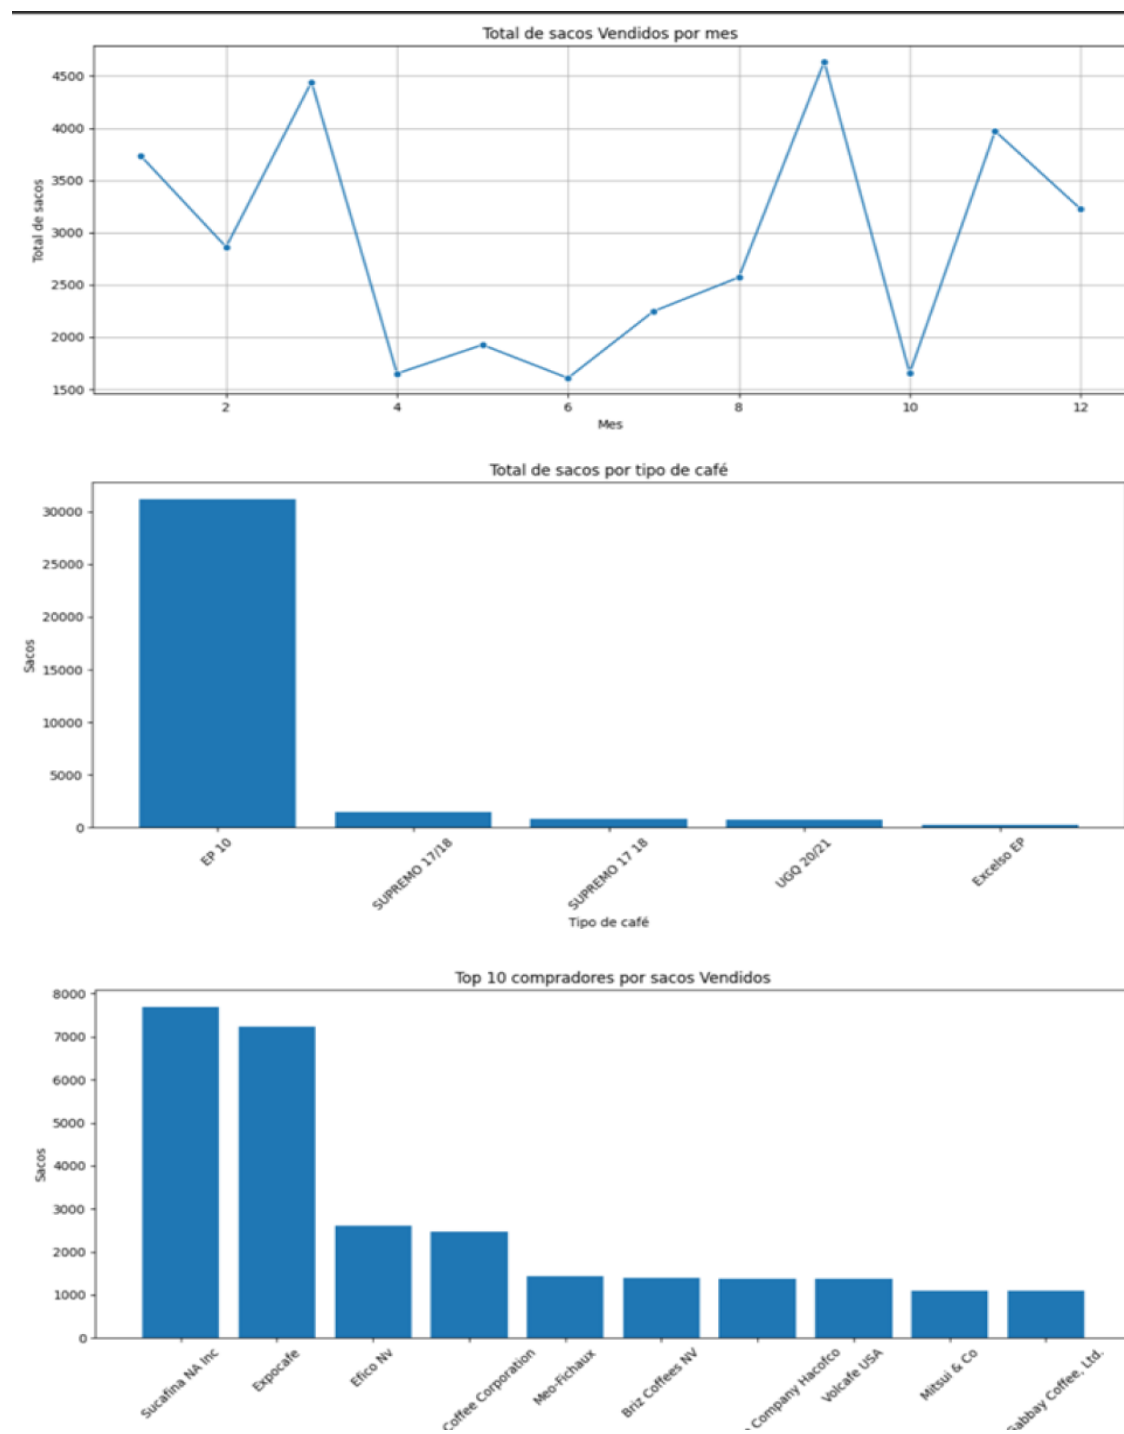 Total de sacos Vendidos por mes
4500
4000
3500
3000
2500
2000
1500
Total de sacos
2 4 6 8 10 12
Mes
Total de sacos por tipo de café
30000
25000
20000
15000
10000
5000
0
Sacos
EP 10
SUPREMO 17/18
SUPREMO 17 18
UGQ 20/21
Excelso EP
Tipo de café
Top 10 compradores por sacos Vendidos
8000
7000
6000
5000
4000
3000
2000
1000
0
Sacos
Sucafina NA Inc
Expocafe
Efico Nv
Coffee Corporation
Meo-Fichaux
Briz Coffees NV
Company Hacofco
Volcafe USA
Mitsui & Co
Coffee, Ltd.